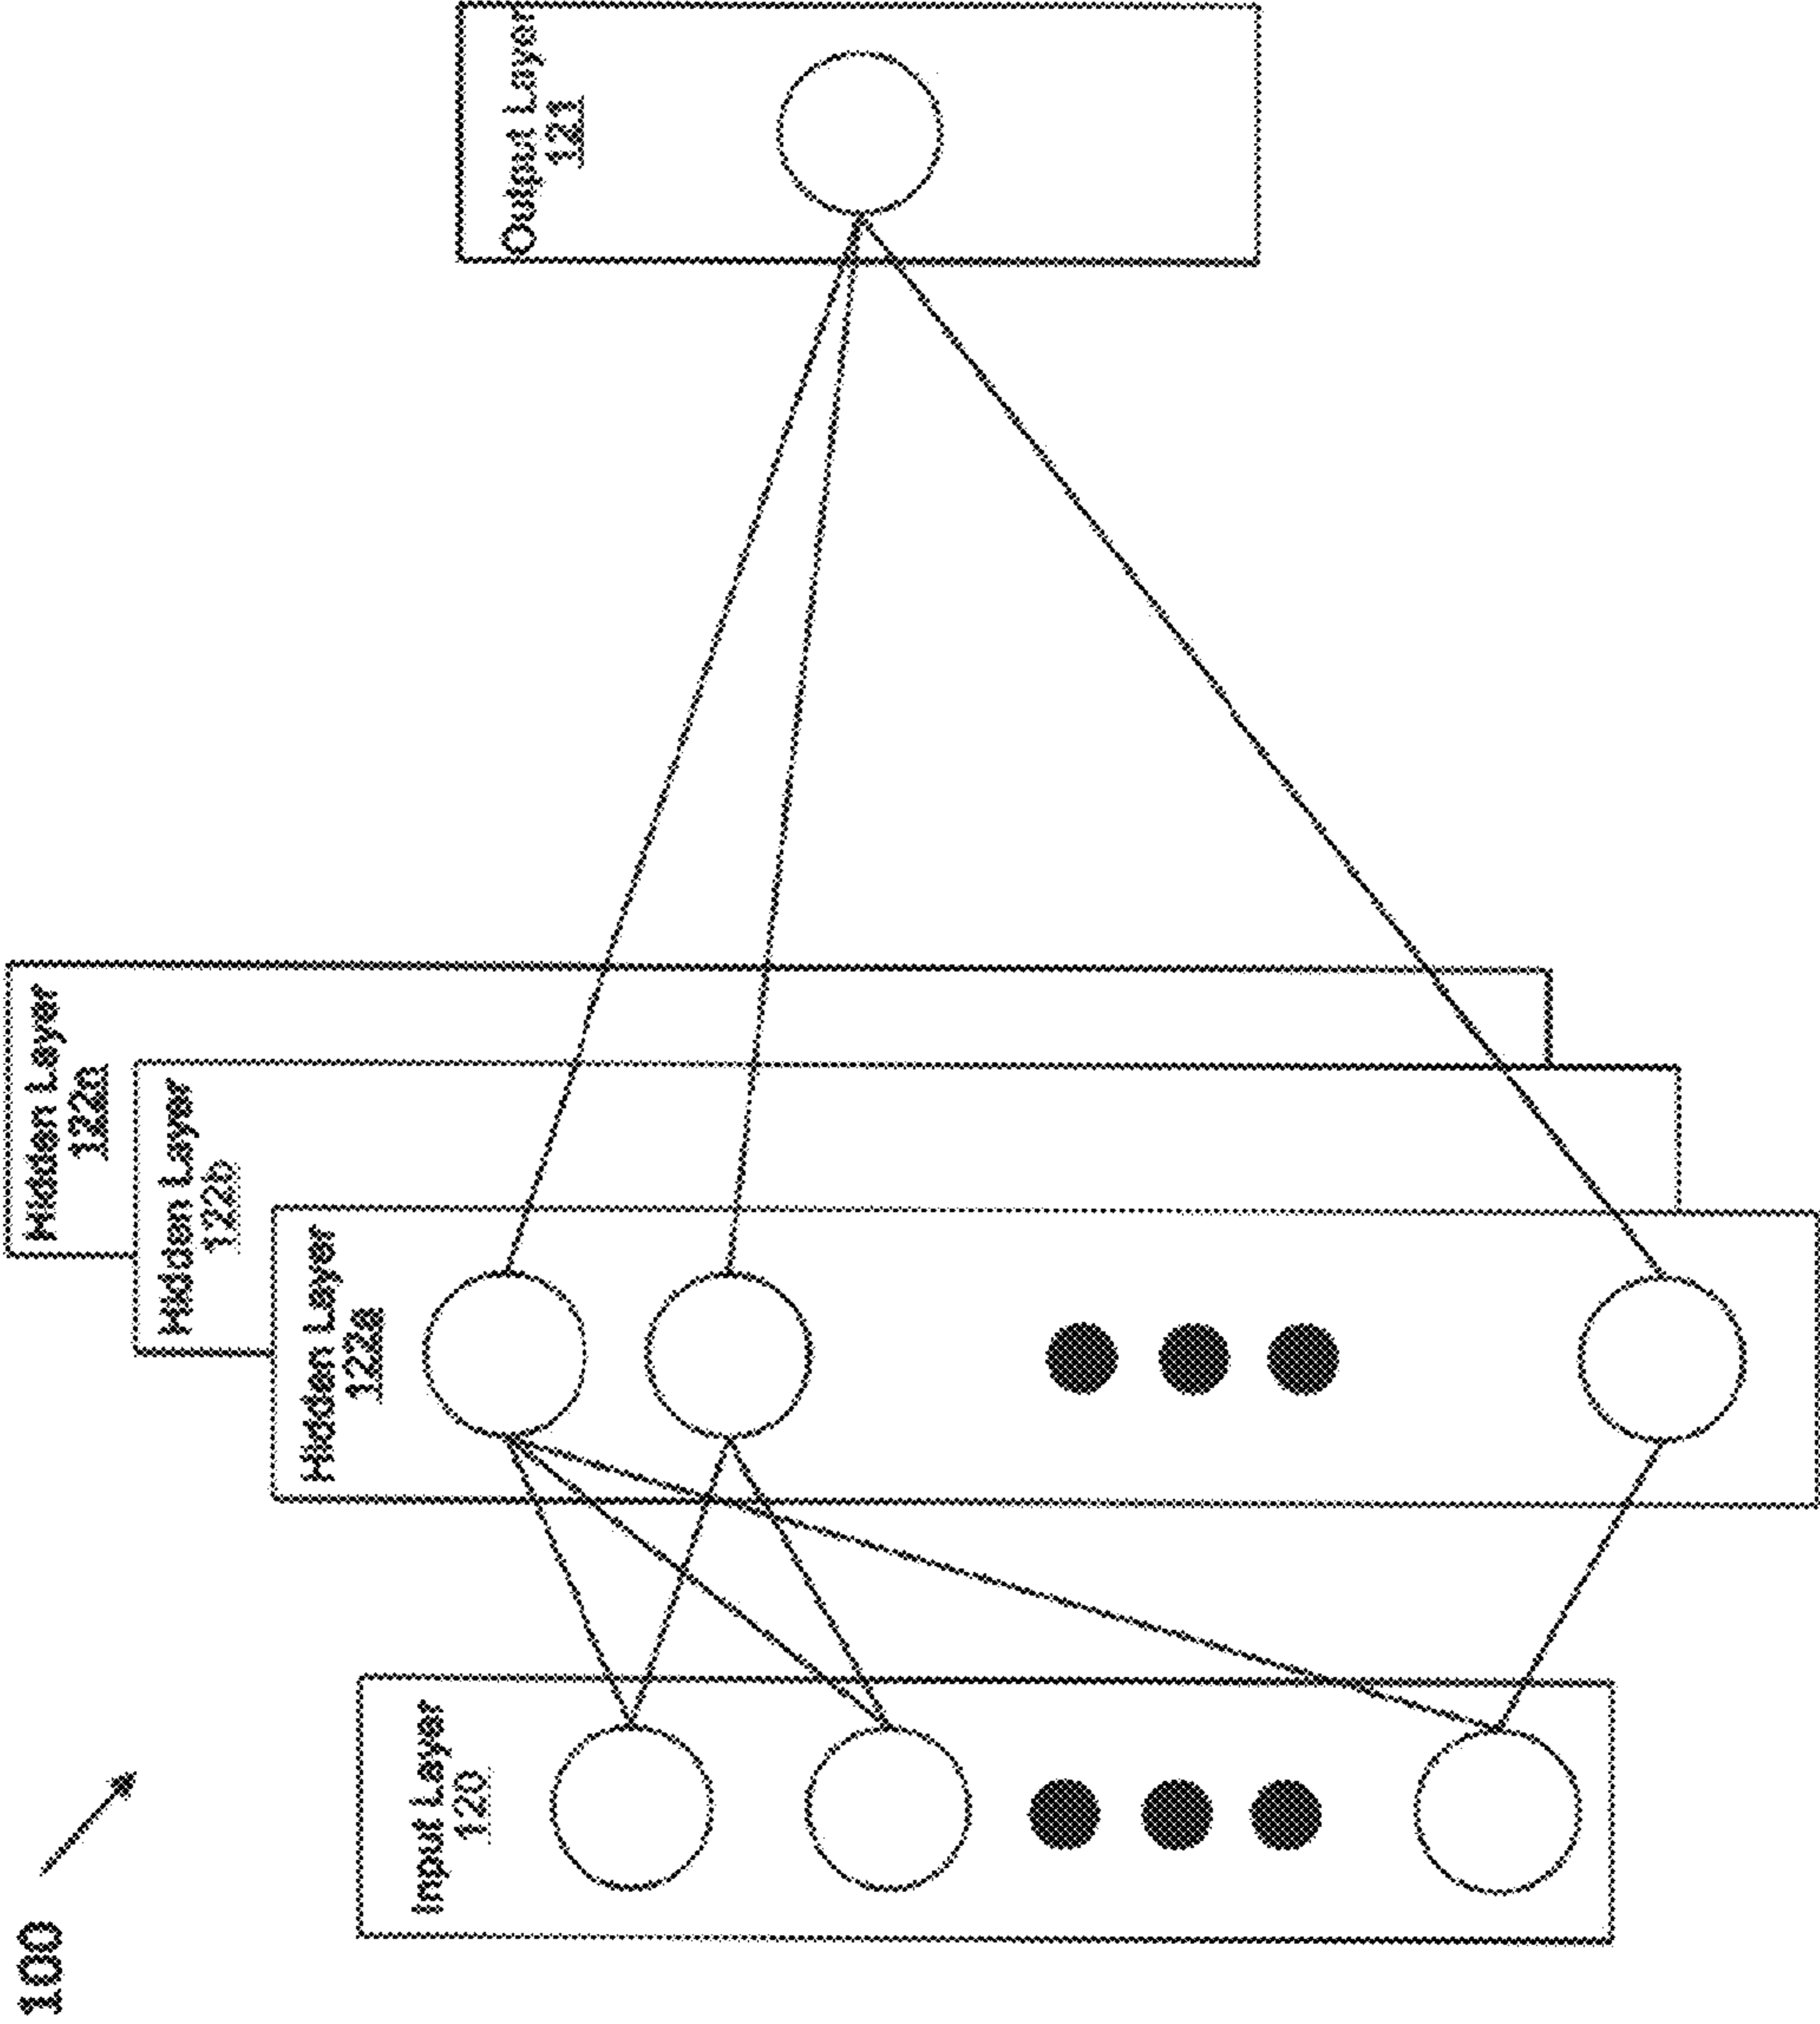 100
Input Layer
120
Hidden Layer
122a
Hidden Layer
122b
Hidden Layer
122n
Output Layer
121